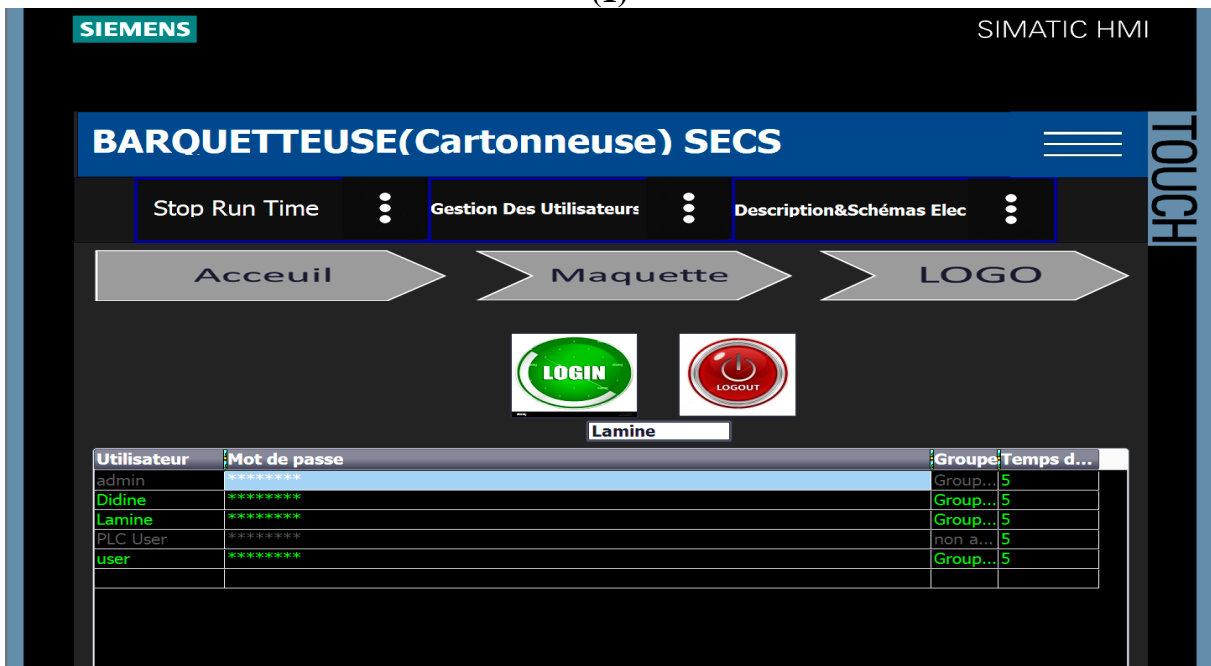 (1)
SIEMENS SIMATIC HMI
TOUCH
BARQUETTEUSE(Cartonneuse) SECS
Stop Run Time Gestion Des Utilisateurs Description&Schémas Elec
Acceuil Maquette LOGO
LOGIN LOGOUT
Lamine
Utilisateur Mot de passe Groupe Temps d...
admin ******** Group... 5
Didine ******** Group... 5
Lamine ******** Group... 5
PLC User ******** non a... 5
user ******** Group... 5